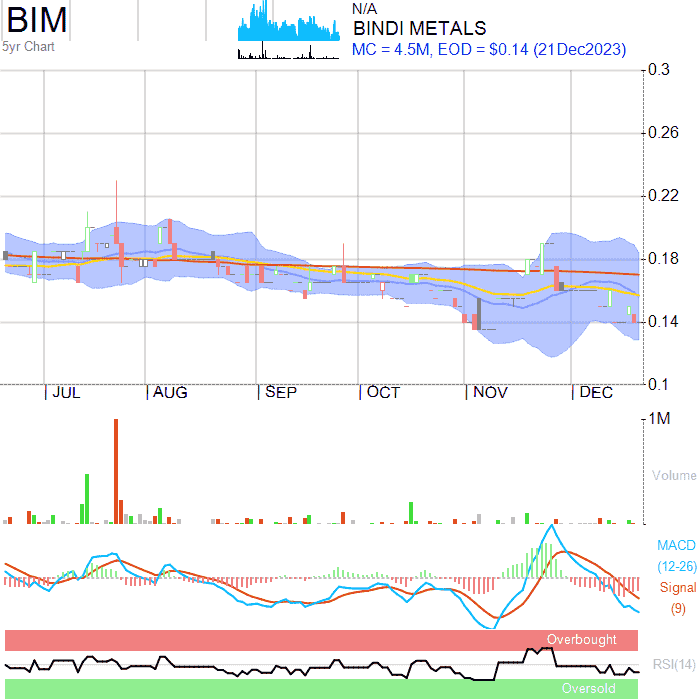 BIM
5yr Chart
N/A
BINDI METALS
MC = 4.5M, EOD = $0.14 (21Dec2023)
0.3
0.26
0.22
0.18
0.14
0.1
JUL AUG SEP OCT NOV DEC
1M
Volume
MACD
(12-26)
Signal
(9)
Overbought
RSI(14)
Oversold